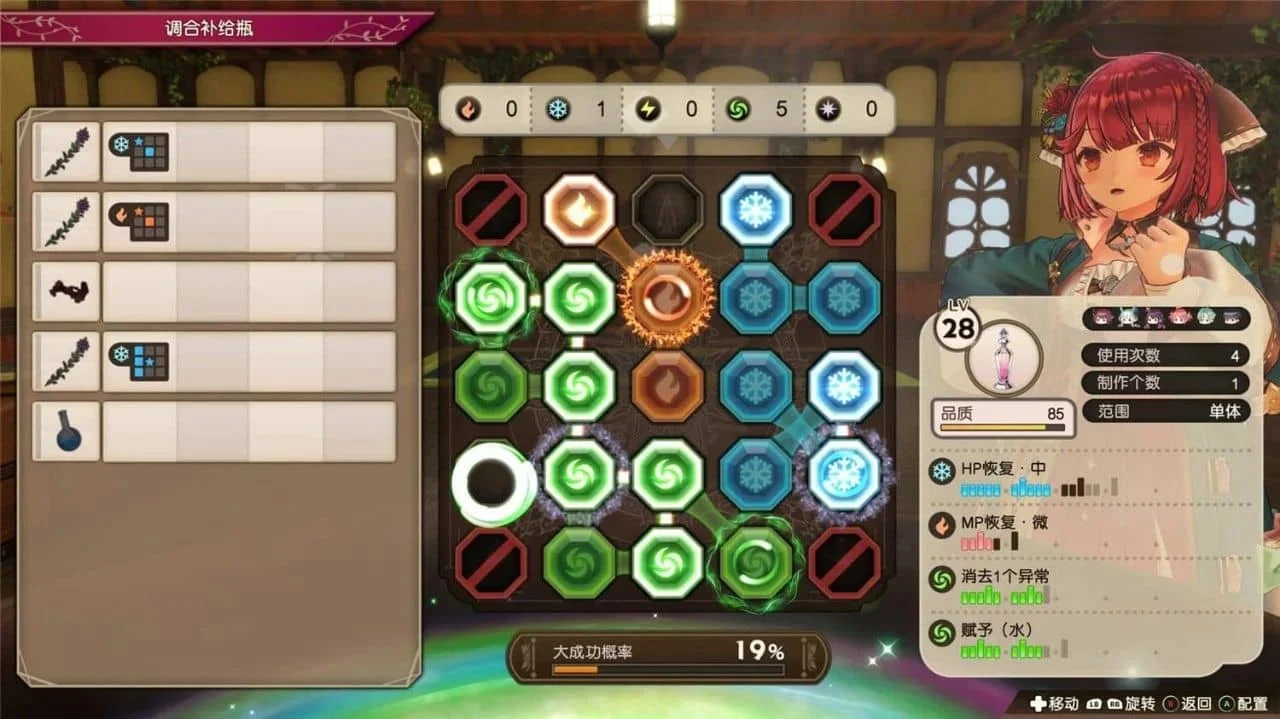 调合补给瓶
0 1 0 5 0
LV
28
使用次数 4
制作个数 1
品质 85
范围 单体
HP恢复・中
MP恢复・微
消去1个异常
赋予（水）
大成功概率 19%
移动 LB RB 旋转 B 返回 A 配置